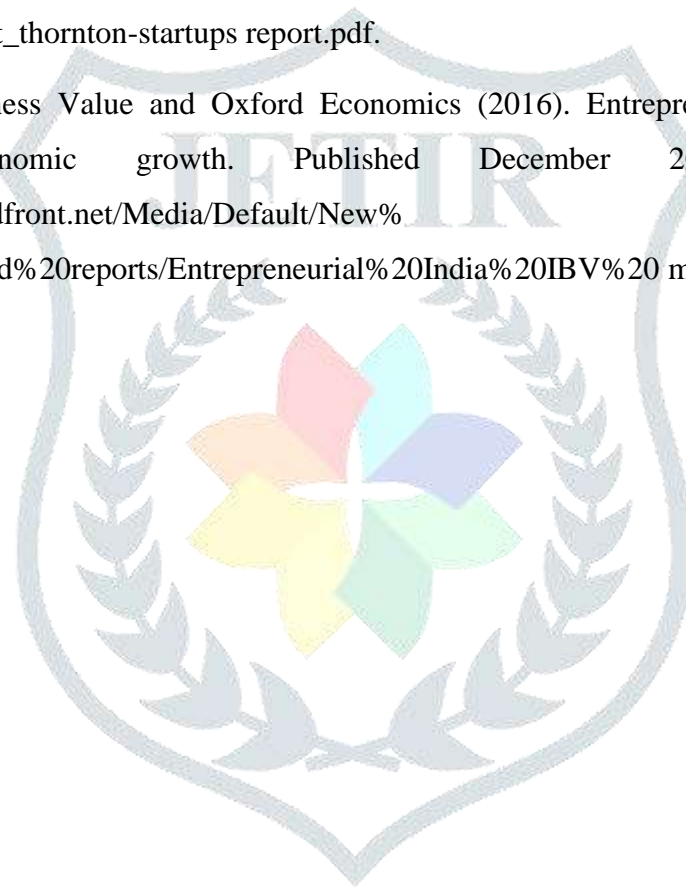 t_thornton-startups report.pdf.
ness Value and Oxford Economics (2016). Entrepre
nomic growth. Published December 2
dfront.net/Media/Default/New%
d%20reports/Entrepreneurial%20India%20IBV%20 m
JETIR